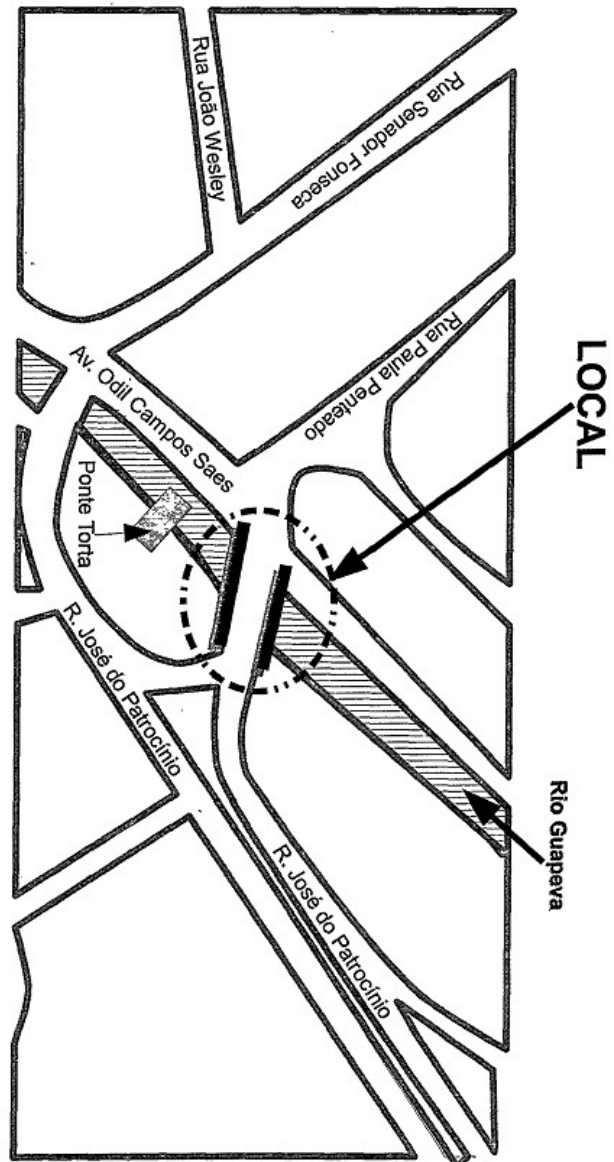 Rua João Wesley
Rua Senador Fonseca
Rua Paula Penteado
LOCAL
Av. Odil Campos Saes
Ponte Torta
R. José do Patrocínio
Rio Guapeva
R. José do Patrocínio